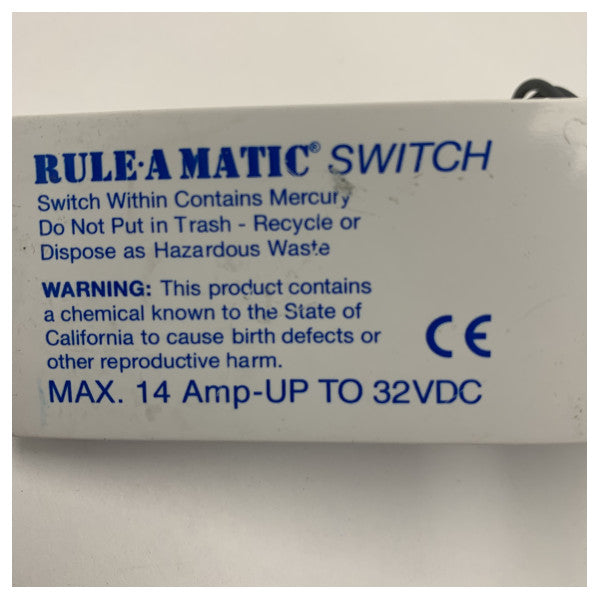 RULE·A MATIC® SWITCH
Switch Within Contains Mercury
Do Not Put in Trash - Recycle or
Dispose as Hazardous Waste
WARNING: This product contains
a chemical known to the State of
California to cause birth defects or
other reproductive harm.
CE
MAX. 14 Amp-UP TO 32VDC